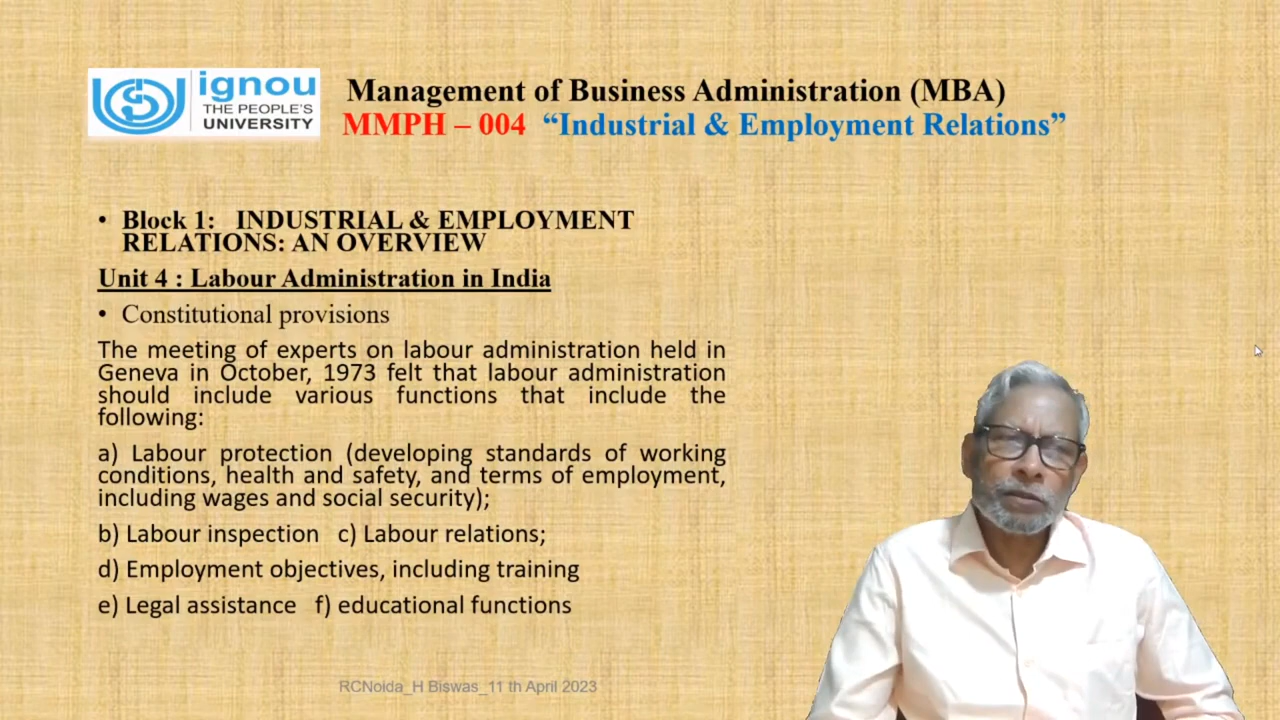 ignou
THE PEOPLE'S
UNIVERSITY
Management of Business Administration (MBA)
MMPH – 004 “Industrial & Employment Relations”
• Block 1: INDUSTRIAL & EMPLOYMENT
RELATIONS: AN OVERVIEW
Unit 4 : Labour Administration in India
• Constitutional provisions
The meeting of experts on labour administration held in
Geneva in October, 1973 felt that labour administration
should include various functions that include the
following:
a) Labour protection (developing standards of working
conditions, health and safety, and terms of employment,
including wages and social security);
b) Labour inspection c) Labour relations;
d) Employment objectives, including training
e) Legal assistance f) educational functions
RCNoida_H Biswas_11 th April 2023